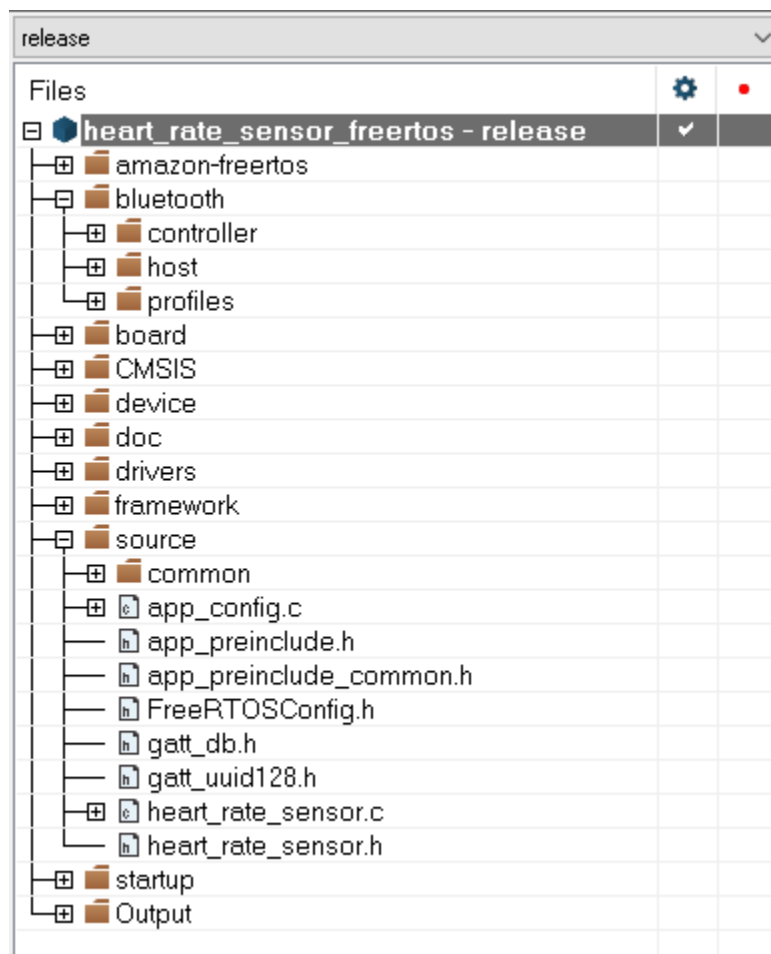 release
Files
heart_rate_sensor_freertos - release
amazon-freertos
bluetooth
controller
host
profiles
board
CMSIS
device
doc
drivers
framework
source
common
app_config.c
app_preinclude.h
app_preinclude_common.h
FreeRTOSConfig.h
gatt_db.h
gatt_uuid128.h
heart_rate_sensor.c
heart_rate_sensor.h
startup
Output